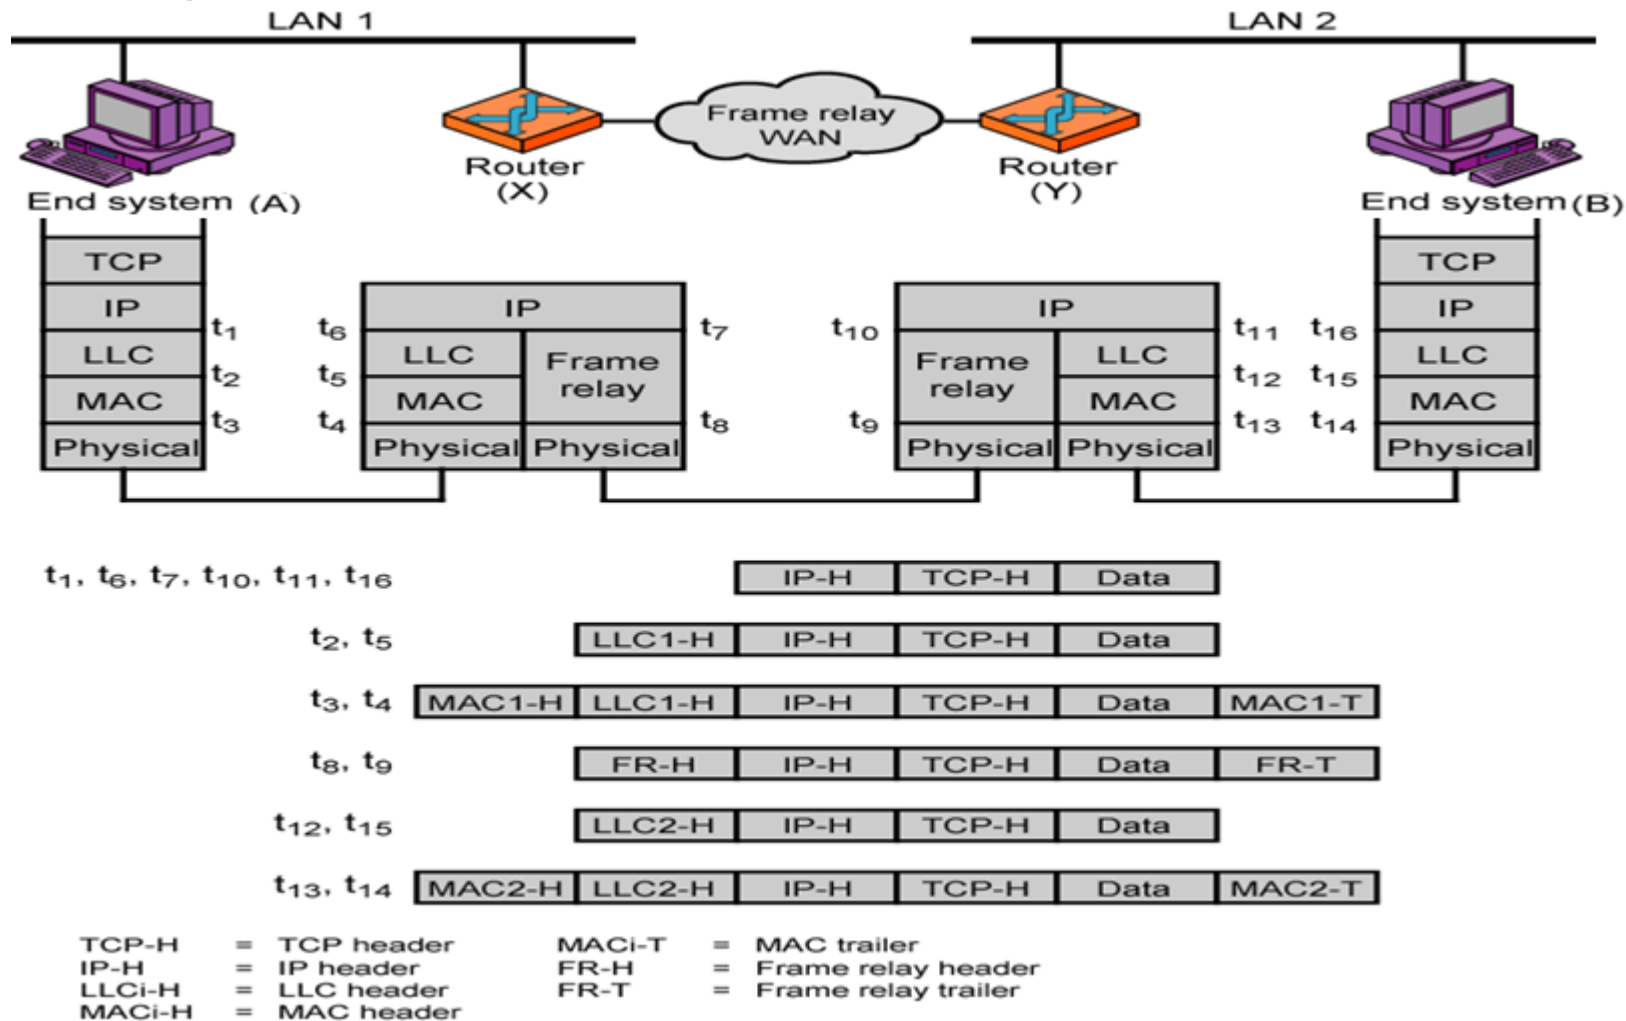 LAN 1 LAN 2
Frame relay
WAN
Router
(X)
Router
(Y)
End system (A)
End system (B)
TCP
IP
LLC
MAC
Physical
t1
t2
t3
t6
t5
t4
IP
LLC
MAC
Physical
Frame
relay
Physical
t7
t8
t10
t9
IP
Frame
relay
Physical
LLC
MAC
Physical
t11
t12
t13
t16
t15
t14
TCP
IP
LLC
MAC
Physical
t1, t6, t7, t10, t11, t16 IP-H TCP-H Data
t2, t5 LLC1-H IP-H TCP-H Data
t3, t4 MAC1-H LLC1-H IP-H TCP-H Data MAC1-T
t8, t9 FR-H IP-H TCP-H Data FR-T
t12, t15 LLC2-H IP-H TCP-H Data
t13, t14 MAC2-H LLC2-H IP-H TCP-H Data MAC2-T
TCP-H = TCP header MACi-T = MAC trailer
IP-H = IP header FR-H = Frame relay header
LLCi-H = LLC header FR-T = Frame relay trailer
MACi-H = MAC header